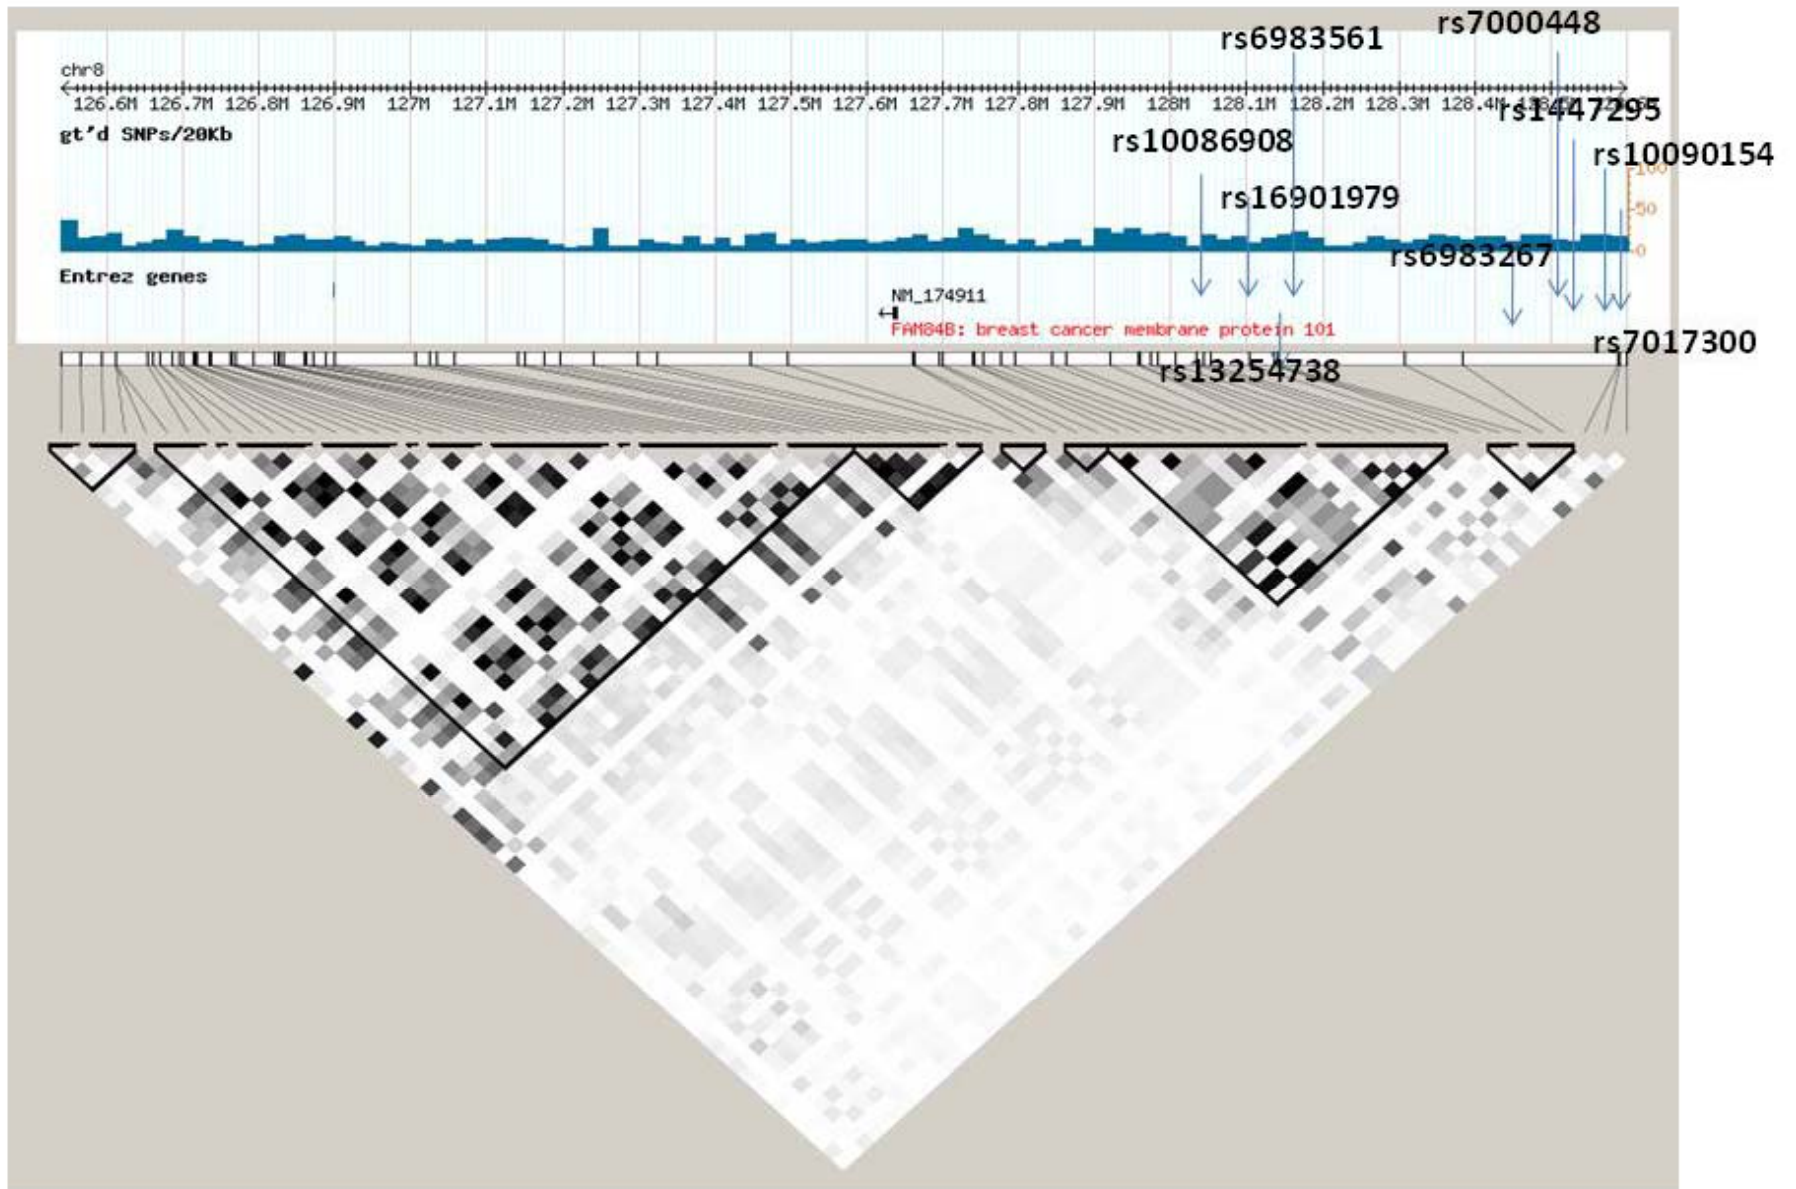 rs7000448
rs6983561
chr8
126.6M 126.7M 126.8M 126.9M 127M 127.1M 127.2M 127.3M 127.4M 127.5M 127.6M 127.7M 127.8M 127.9M 128M 128.1M 128.2M 128.3M 128.4M
rs1447295
gt'd SNPs/20Kb
rs10086908
rs10090154
100
rs16901979
50
0
rs6983267
Entrez genes
NM_174911
FAM84B: breast cancer membrane protein 101
rs7017300
rs13254738